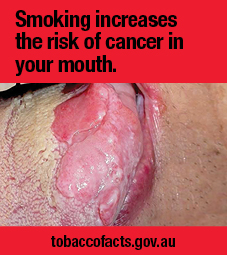 Smoking increases
the risk of cancer in
your mouth.
tobaccofacts.gov.au